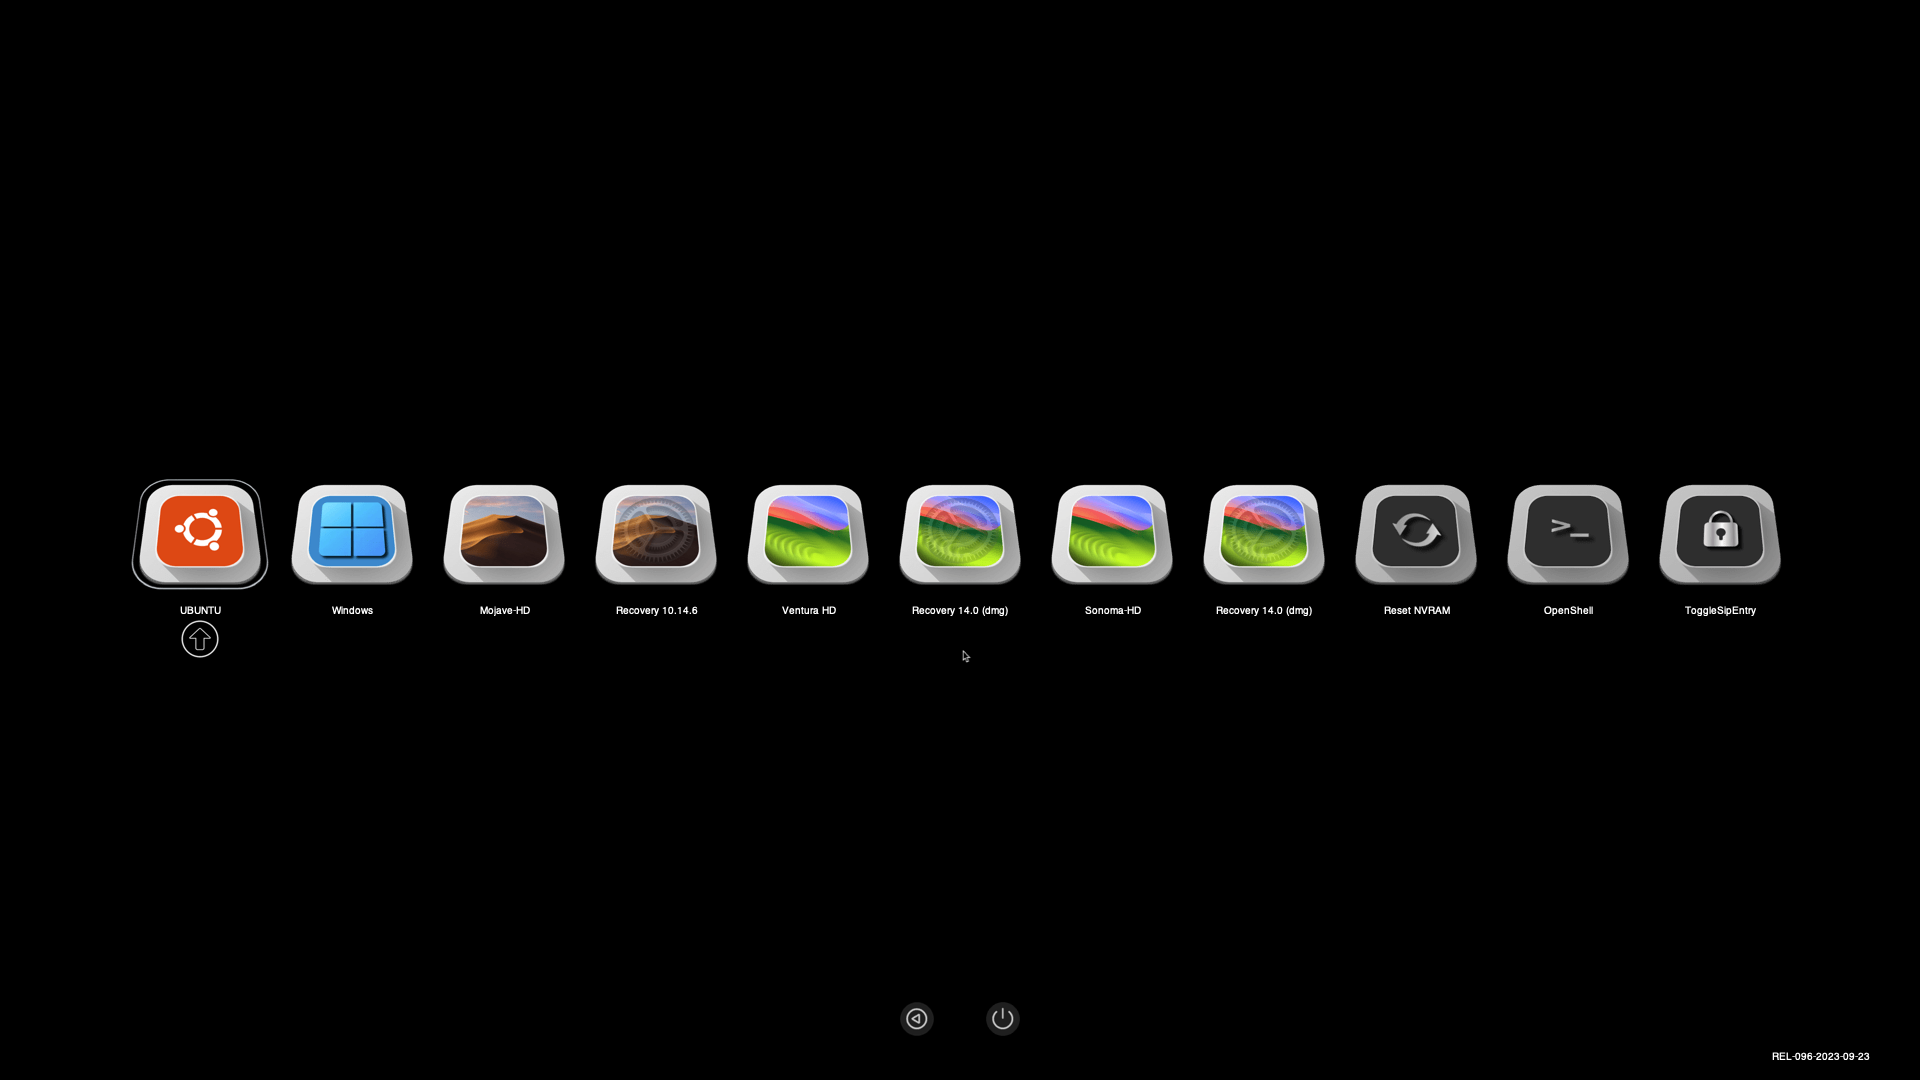 UBUNTU
Windows
Mojave-HD
Recovery 10.14.6
Ventura HD
Recovery 14.0 (dmg)
Sonoma-HD
Recovery 14.0 (dmg)
Reset NVRAM
OpenShell
ToggleSipEntry
REL-096-2023-09-23